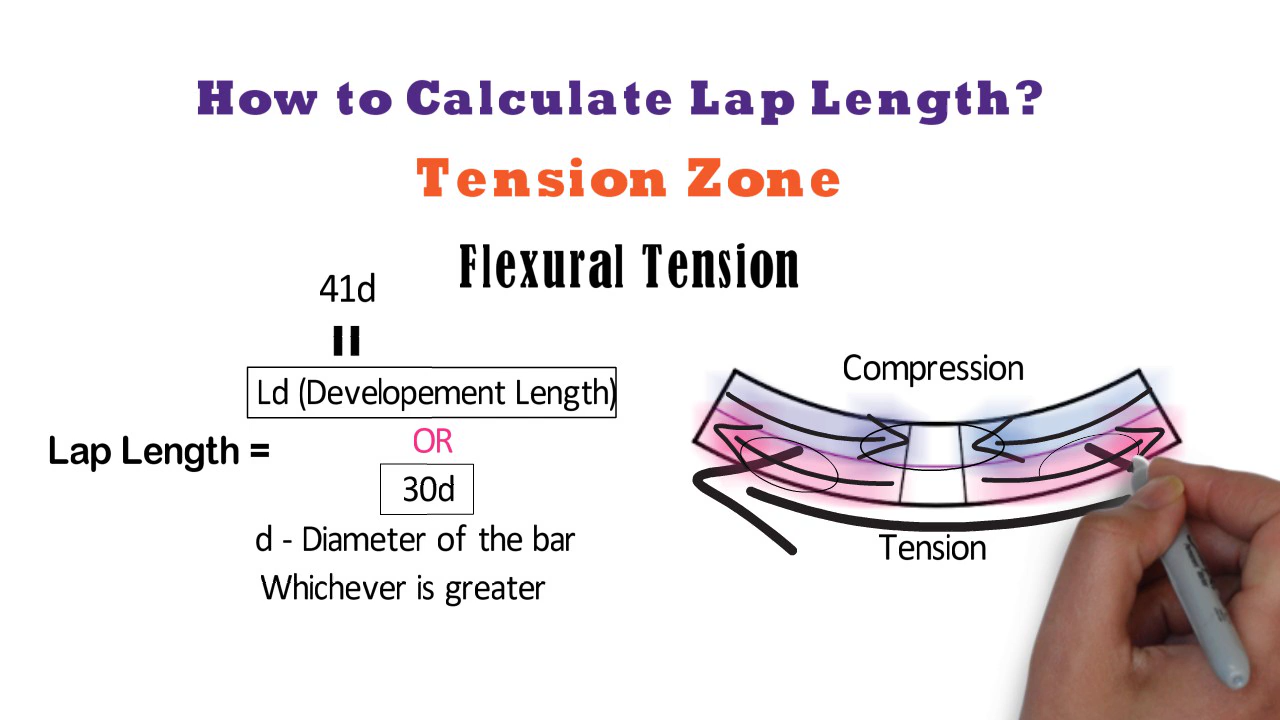 How to Calculate Lap Length?
Tension Zone
Flexural Tension
41d
=
Ld (Developement Length)
OR
Lap Length =
30d
d - Diameter of the bar
Whichever is greater
Compression
Tension